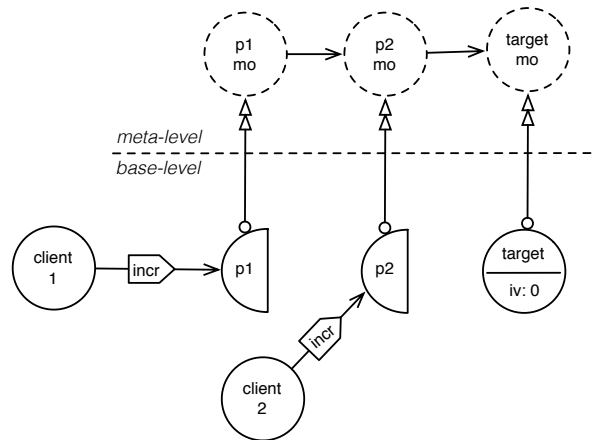 p1
mo
p2
mo
target
mo
meta-level
base-level
client
1
incr
p1
p2
target
iv: 0
incr
client
2